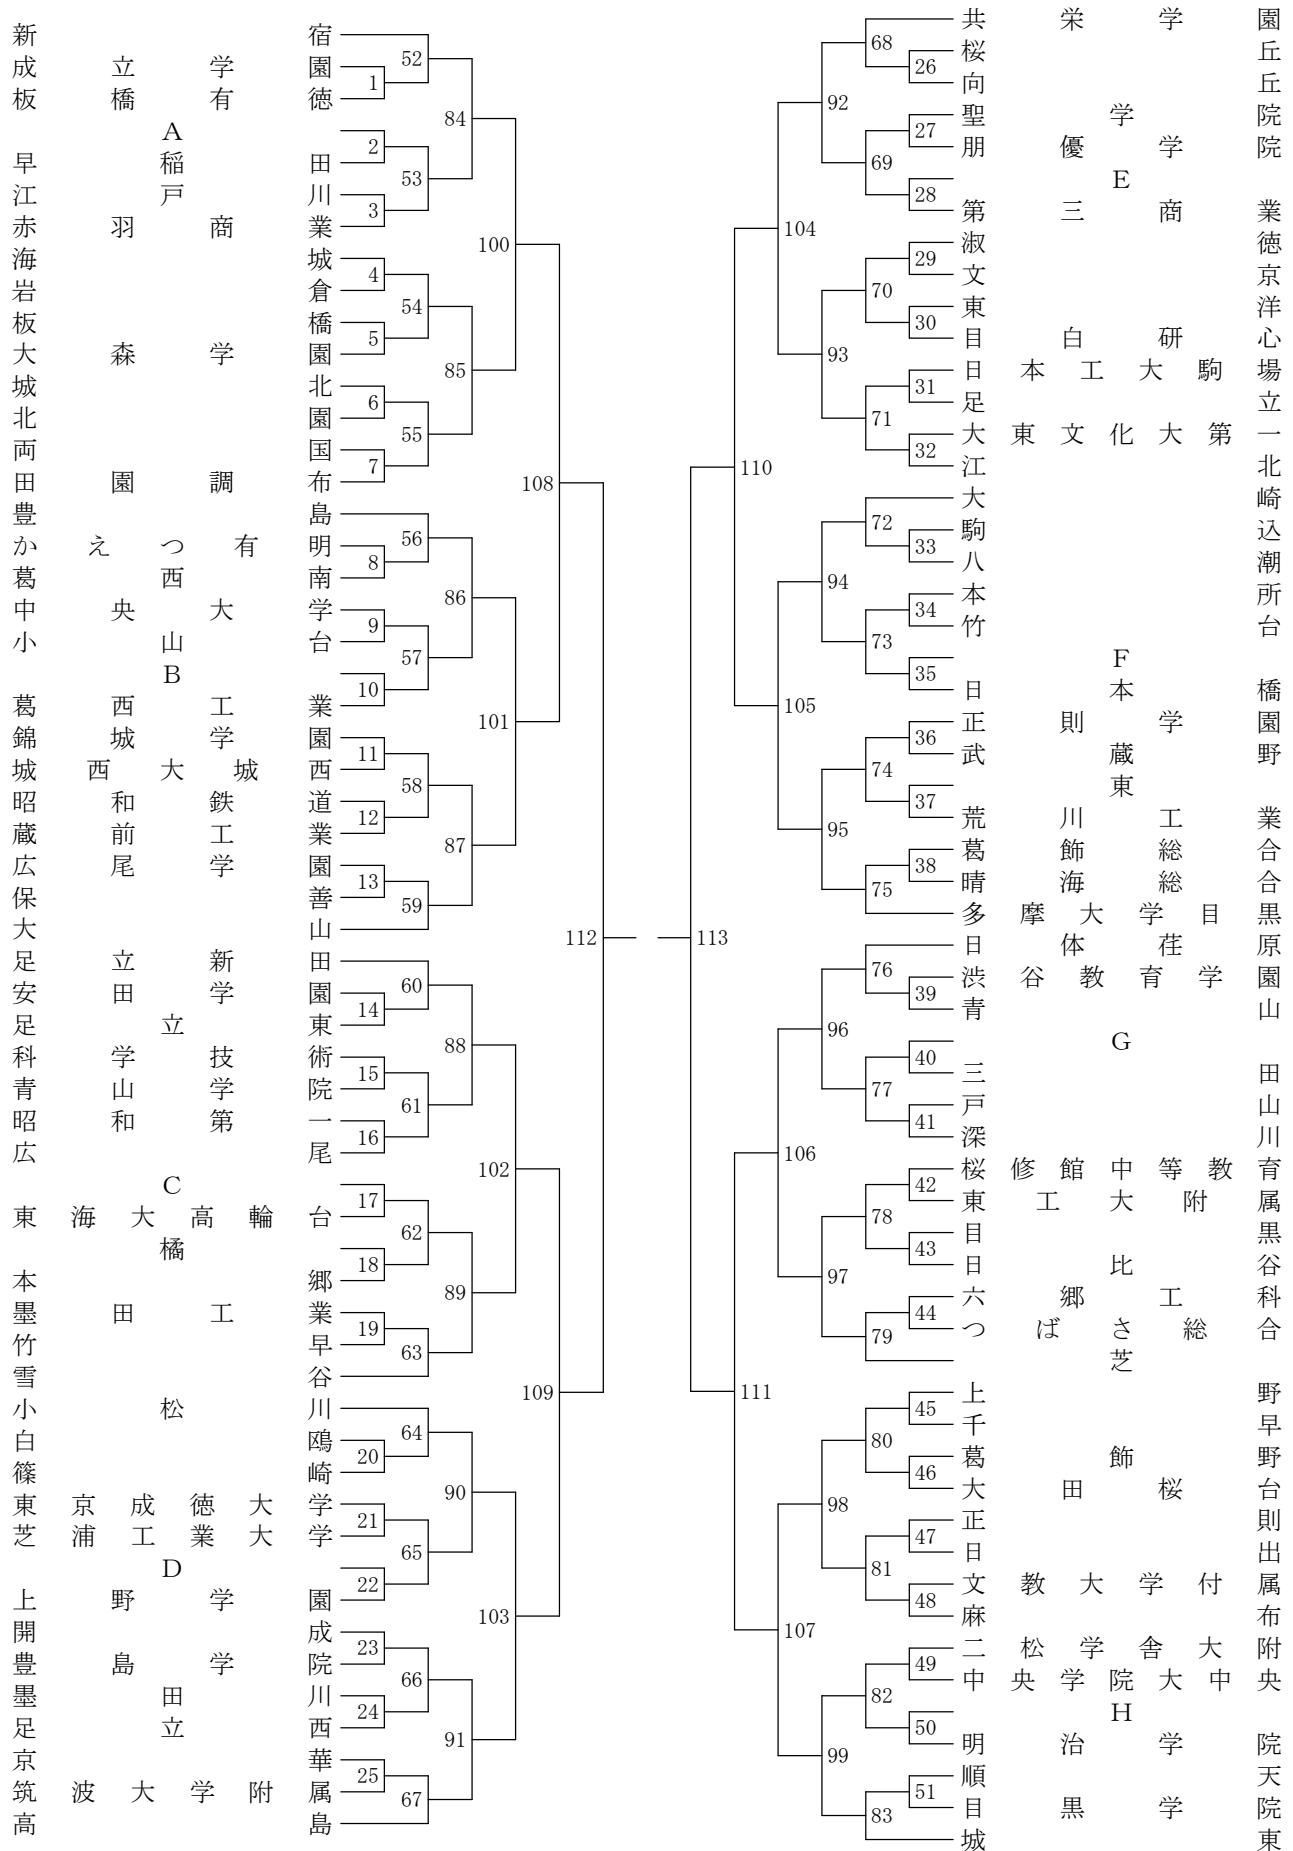 新宿
成立学園
板橋有徳
A
早稲田
江戸川
赤羽商業
海城
岩倉
板橋
大森学園
城北
北園
両国
田園調布
豊島
かえつ有明
葛西南
中央大学
小山台
B
葛西工業
錦城学園
城西大城西
昭和鉄道
蔵前工業
広尾学園
保善
大山
足立新田
安田学園
足立東
科学技術
青山学院
昭和第一
広尾
C
東海大高輪台
橘
本郷
墨田工業
竹早
雪谷
小松川
白鴎
篠崎
東京成徳大学
芝浦工業大学
D
上野学園
開成
豊島学院
墨田川
足立西
京華
筑波大学附属
高島
1
2
3
4
5
6
7
8
9
10
11
12
13
14
15
16
17
18
19
20
21
22
23
24
25
52
53
54
55
56
57
58
59
60
61
62
63
64
65
66
67
84
85
86
87
88
89
90
91
100
101
102
103
108
109
112
113
110
111
104
105
106
107
92
93
94
95
96
97
98
99
68
69
70
71
72
73
74
75
76
77
78
79
80
81
82
83
26
27
28
29
30
31
32
33
34
35
36
37
38
39
40
41
42
43
44
45
46
47
48
49
50
51
共栄学園
桜丘
向丘
聖学院
朋優学院
E
第三商業
淑徳
文京
東洋
目白研心
日本工大駒場
足立
大東文化大第一
江北
大崎
駒込
八潮
本所
竹台
F
日本橋
正則学園
武蔵野
東
荒川工業
葛飾総合
晴海総合
多摩大学目黒
日体荏原
渋谷教育学園
青山
G
三田
戸山
深川
桜修館中等教育
東工大附属
目黒
日比谷
六郷工科
つばさ総合
芝
上野
千早
葛飾野
大田桜台
正則
日出
文教大学付属
麻布
二松学舎大附
中央学院大中央
H
明治学院
順天
目黒学院
城東